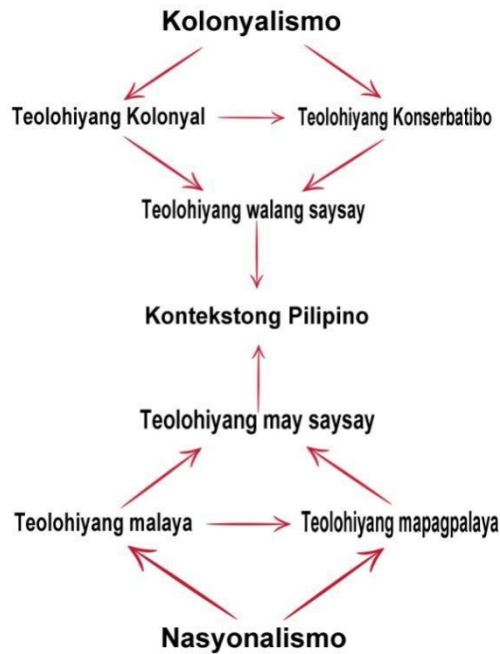 Kolonyalismo
Teolohiyang Kolonyal
Teolohiyang Konserbatibo
Teolohiyang walang saysay
Kontekstong Pilipino
Teolohiyang may saysay
Teolohiyang malaya
Teolohiyang mapagpalaya
Nasyonalismo